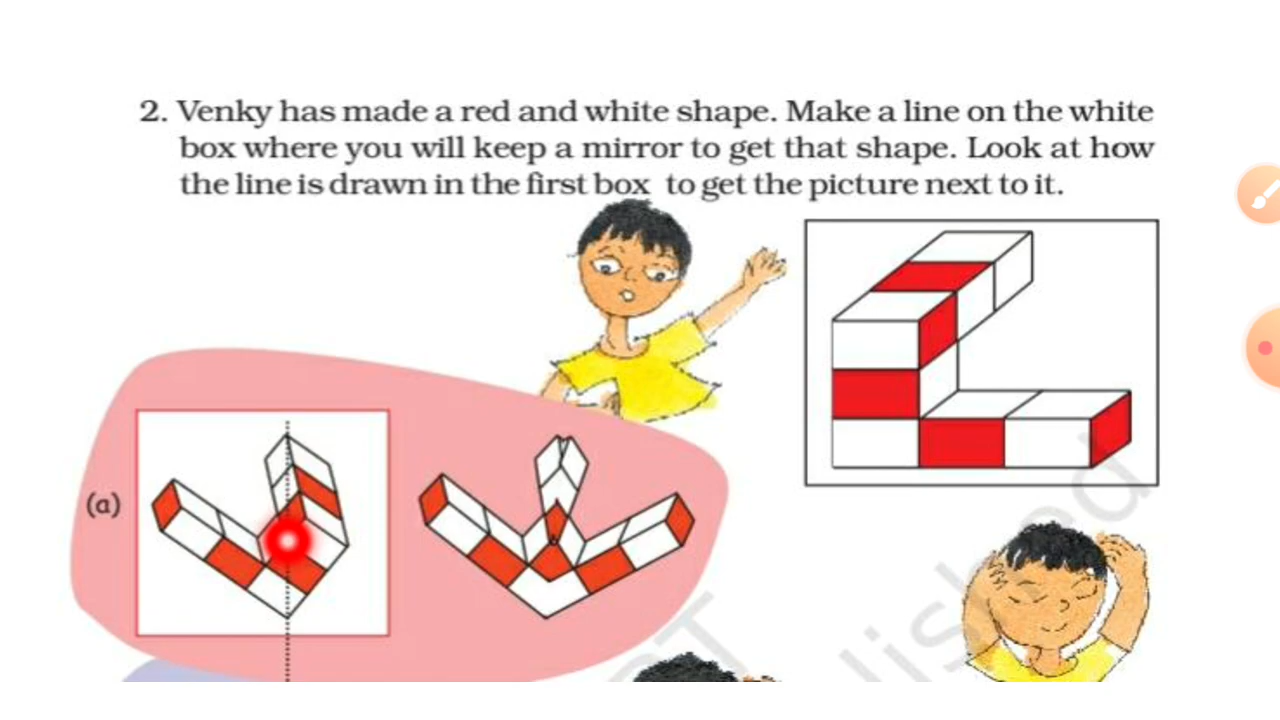 2. Venky has made a red and white shape. Make a line on the white
box where you will keep a mirror to get that shape. Look at how
the line is drawn in the first box to get the picture next to it.
(a)